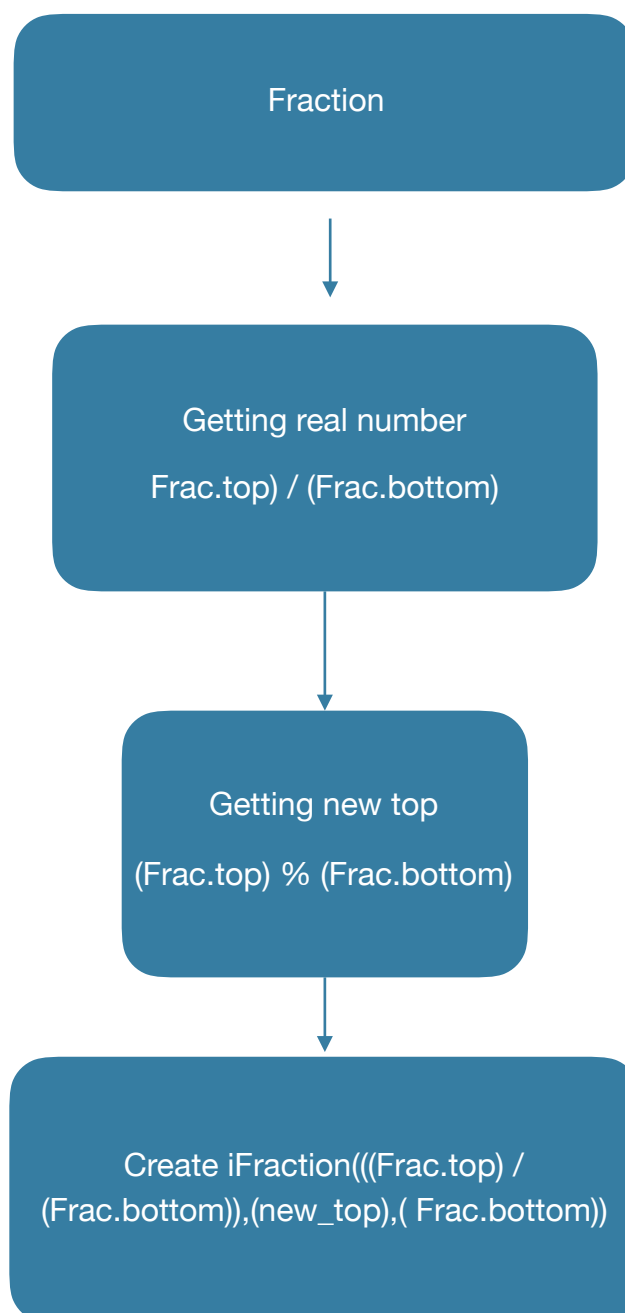 Fraction
Getting real number
Frac.top) / (Frac.bottom)
Getting new top
(Frac.top) % (Frac.bottom)
Create iFraction(((Frac.top) /
(Frac.bottom)),(new_top),( Frac.bottom))